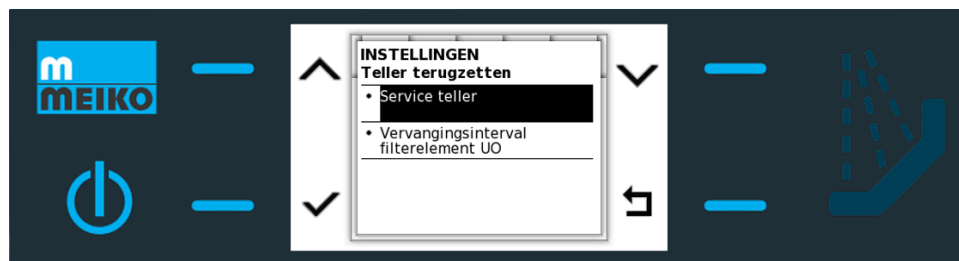 m
MEIKO
INSTELLINGEN
Teller terugzetten
• Service teller
• Vervangingsinterval
filterelement UO